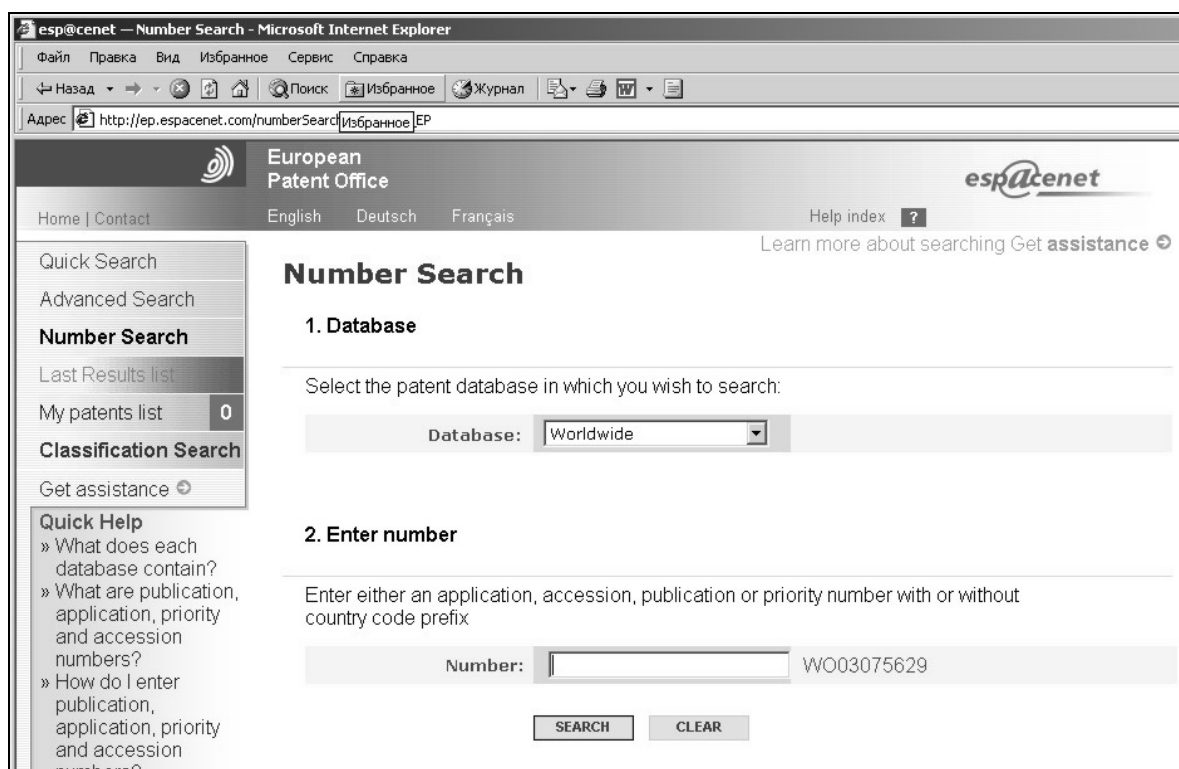 esp@cenet — Number Search - Microsoft Internet Explorer
Файл Правка Вид Избранное Сервис Справка
Назад Поиск Избранное Журнал
Адрес http://ep.espacenet.com/numberSearch Избранное .EP
European
Patent Office
esp@cenet
Home | Contact
English Deutsch Français
Help index ?
Learn more about searching Get assistance
Quick Search
Advanced Search
Number Search
Last Results list
My patents list 0
Classification Search
Get assistance
Quick Help
» What does each
database contain?
» What are publication,
application, priority
and accession
numbers?
» How do I enter
publication,
application, priority
and accession
numbers?
Number Search
1. Database
Select the patent database in which you wish to search:
Database: Worldwide
2. Enter number
Enter either an application, accession, publication or priority number with or without
country code prefix
Number: WO03075629
SEARCH CLEAR